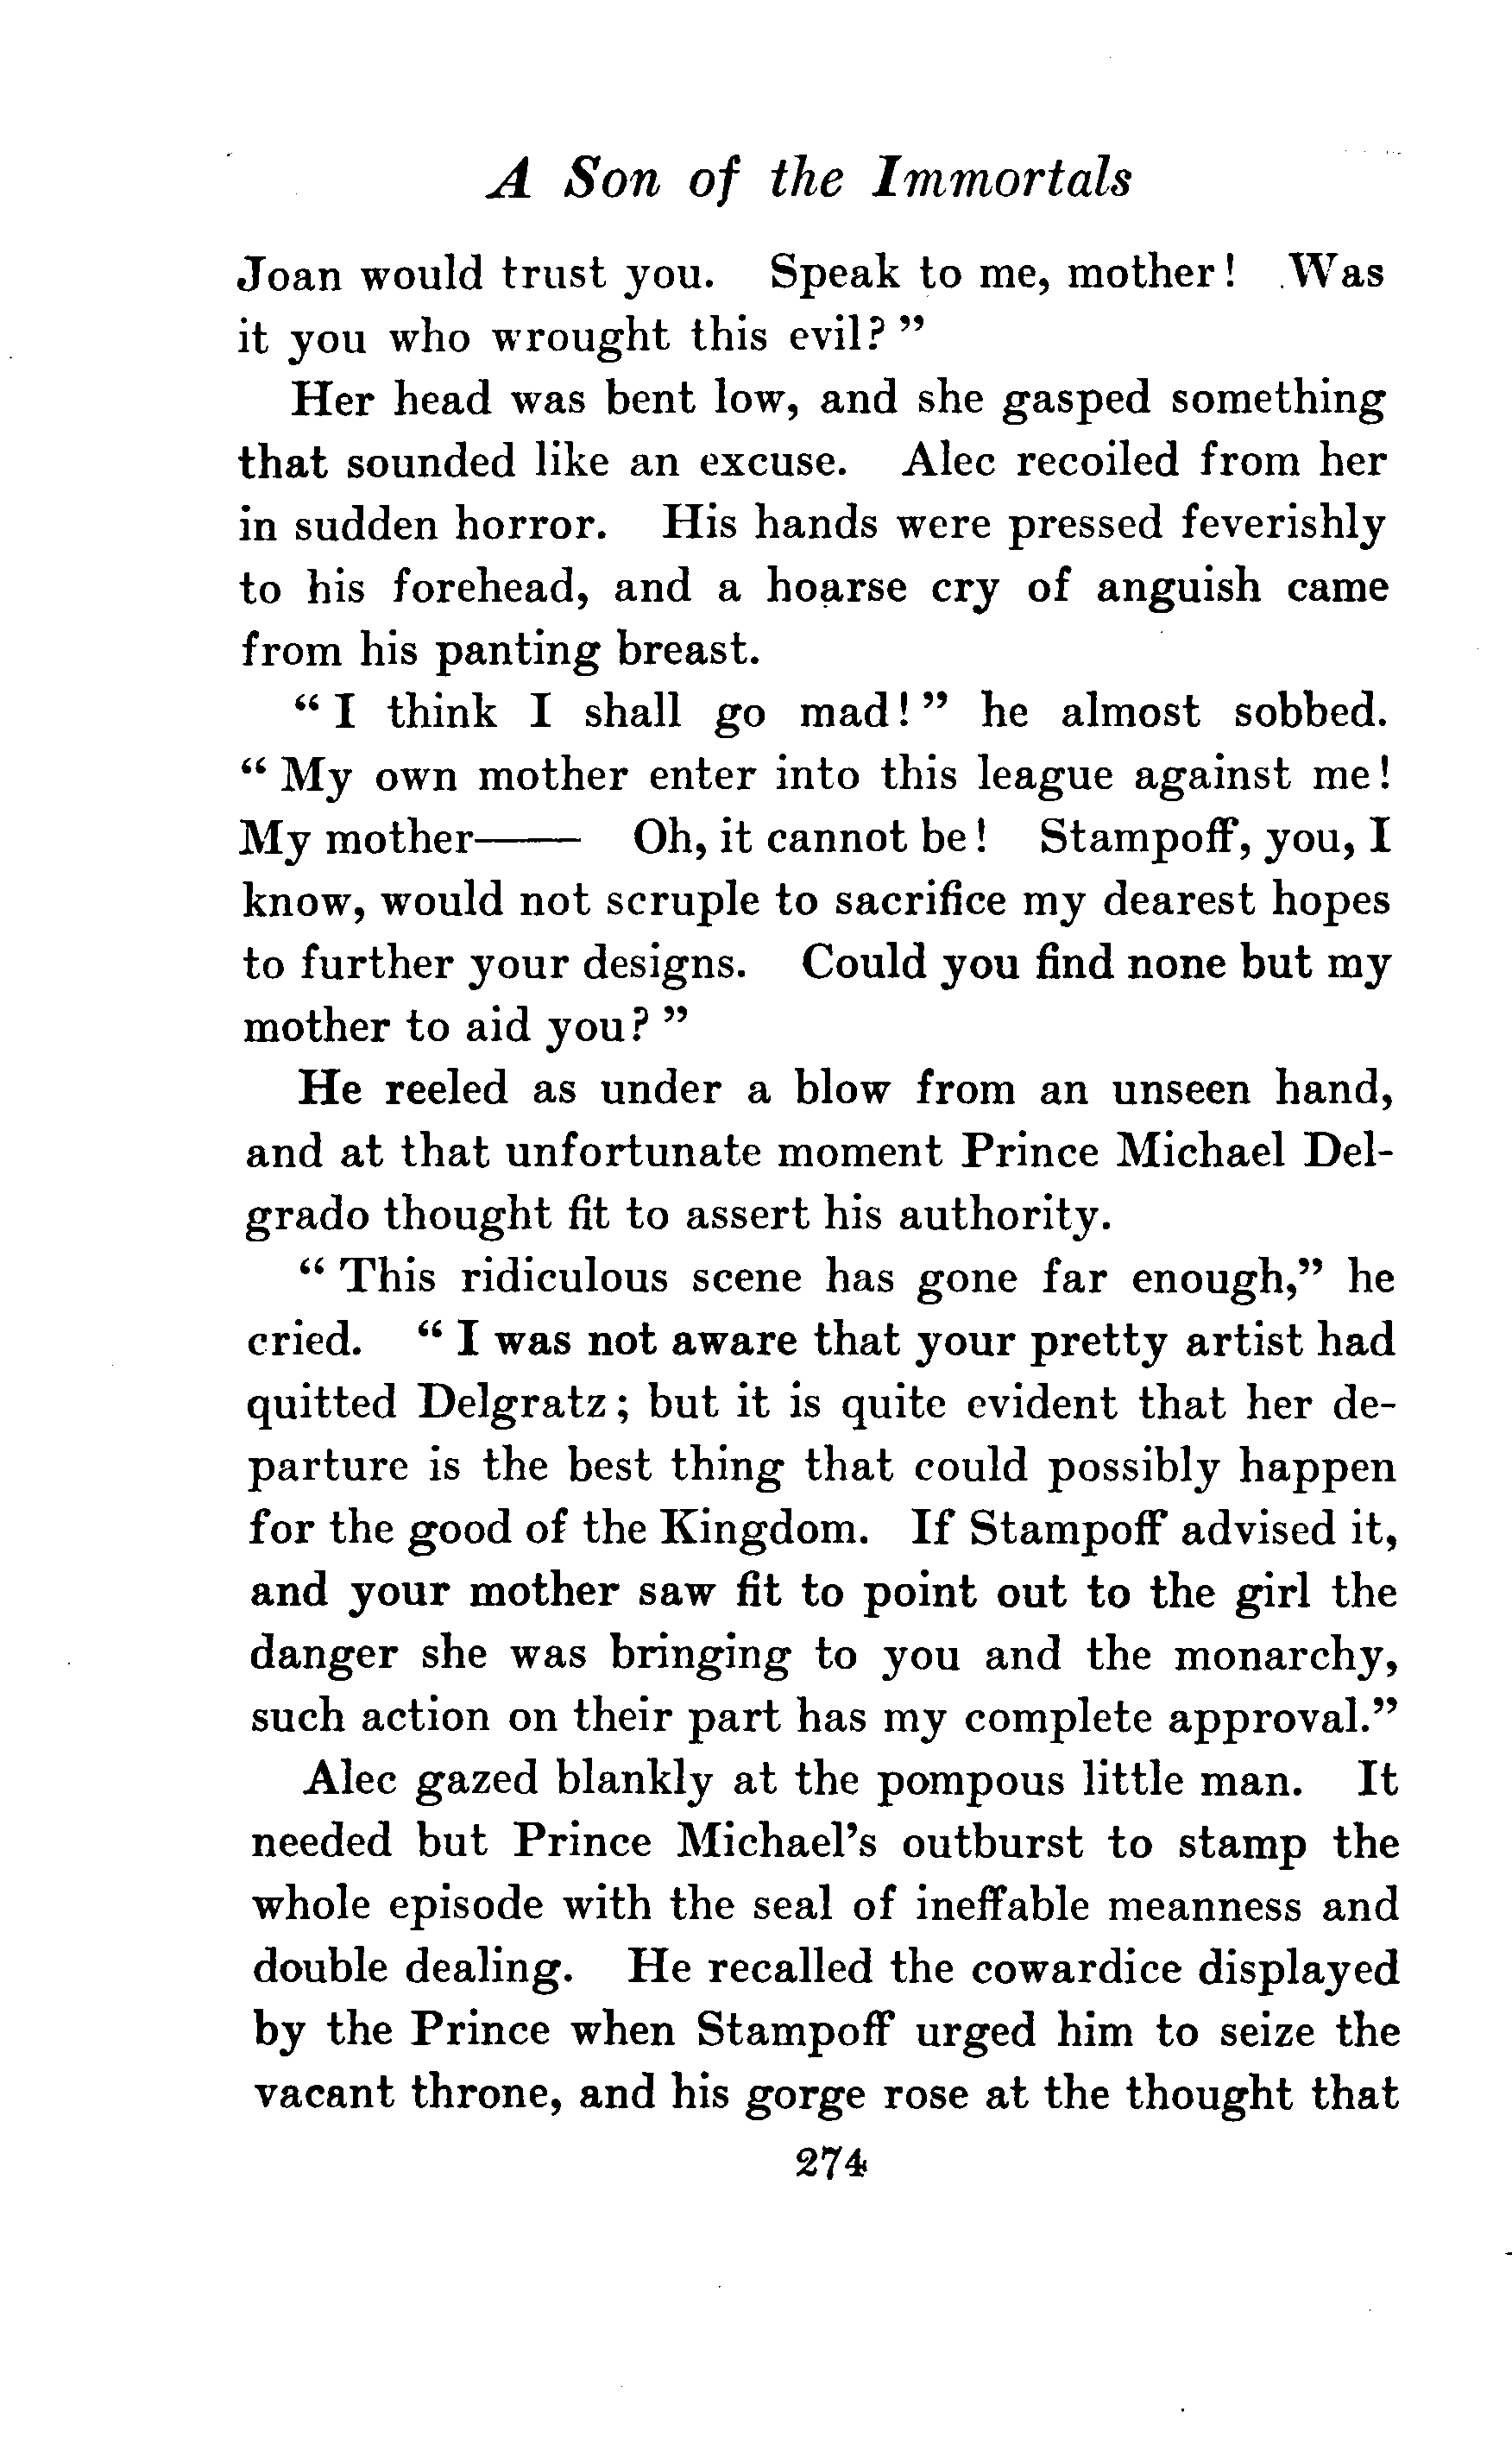 A Son of the Immortals
Joan would trust you. Speak to me, mother! Was
it you who wrought this evil?"
Her head was bent low, and she gasped something
that sounded like an excuse. Alec recoiled from her
in sudden horror. His hands were pressed feverishly
to his forehead, and a hoarse cry of anguish came
from his panting breast.
"I think I shall go mad!" he almost sobbed.
"My own mother enter into this league against me!
My mother—— Oh, it cannot be! Stampoff, you, I
know, would not scruple to sacrifice my dearest hopes
to further your designs. Could you find none but my
mother to aid you?"
He reeled as under a blow from an unseen hand,
and at that unfortunate moment Prince Michael Del-
grado thought fit to assert his authority.
"This ridiculous scene has gone far enough," he
cried. "I was not aware that your pretty artist had
quitted Delgratz; but it is quite evident that her de-
parture is the best thing that could possibly happen
for the good of the Kingdom. If Stampoff advised it,
and your mother saw fit to point out to the girl the
danger she was bringing to you and the monarchy,
such action on their part has my complete approval."
Alec gazed blankly at the pompous little man. It
needed but Prince Michael's outburst to stamp the
whole episode with the seal of ineffable meanness and
double dealing. He recalled the cowardice displayed
by the Prince when Stampoff urged him to seize the
vacant throne, and his gorge rose at the thought that
274